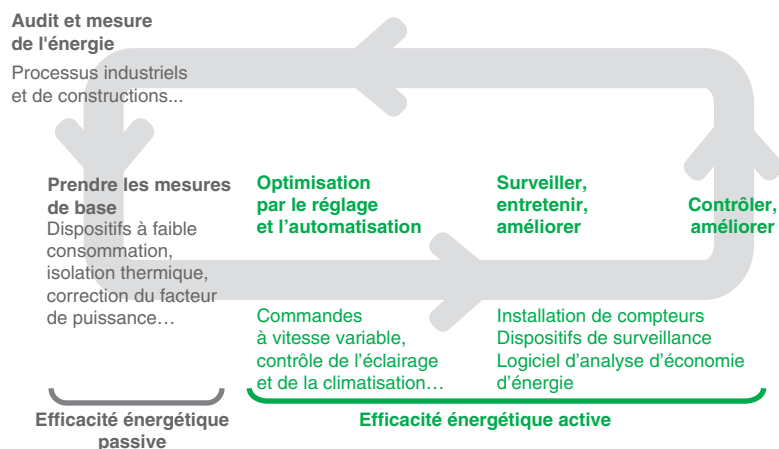 Audit et mesure
de l'énergie
Processus industriels
et de constructions...
Prendre les mesures
de base
Dispositifs à faible
consommation,
isolation thermique,
correction du facteur
de puissance…
Optimisation
par le réglage
et l’automatisation
Commandes
à vitesse variable,
contrôle de l’éclairage
et de la climatisation…
Surveiller,
entretenir,
améliorer
Installation de compteurs
Dispositifs de surveillance
Logiciel d’analyse d’économie
d’énergie
Contrôler,
améliorer
Efficacité énergétique
passive
Efficacité énergétique active